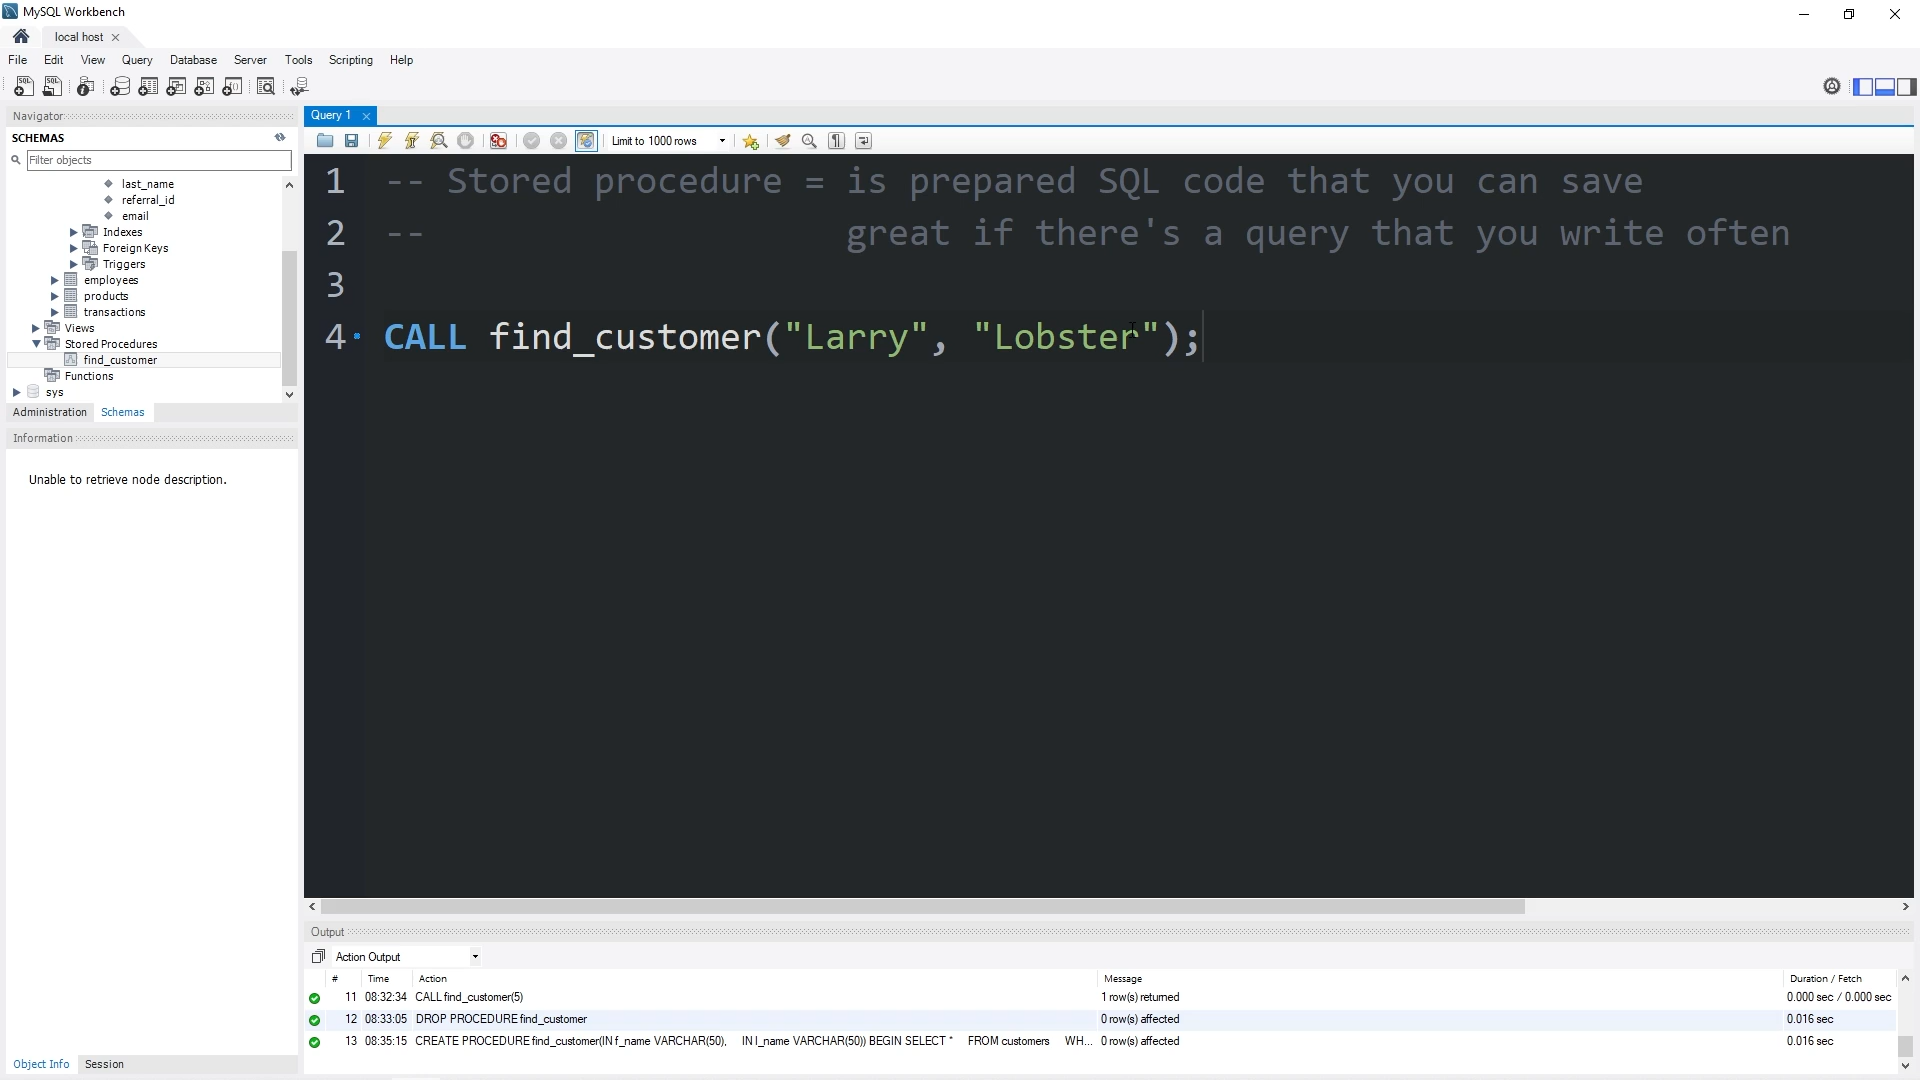 MySQL Workbench
local host
File Edit View Query Database Server Tools Scripting Help
Navigator
SCHEMAS
Filter objects
last_name
referral_id
email
Indexes
Foreign Keys
Triggers
employees
products
transactions
Views
Stored Procedures
find_customer
Functions
sys
Administration Schemas
Information
Unable to retrieve node description.
Object Info Session
Query 1
Limit to 1000 rows
1 -- Stored procedure = is prepared SQL code that you can save
2 -- great if there's a query that you write often
3
4 CALL find_customer("Larry", "Lobster");
Output
Action Output
# Time Action Message Duration / Fetch
11 08:32:34 CALL find_customer(5) 1 row(s) returned 0.000 sec / 0.000 sec
12 08:33:05 DROP PROCEDURE find_customer 0 row(s) affected 0.016 sec
13 08:35:15 CREATE PROCEDURE find_customer(IN f_name VARCHAR(50), IN l_name VARCHAR(50)) BEGIN SELECT * FROM customers WH... 0 row(s) affected 0.016 sec